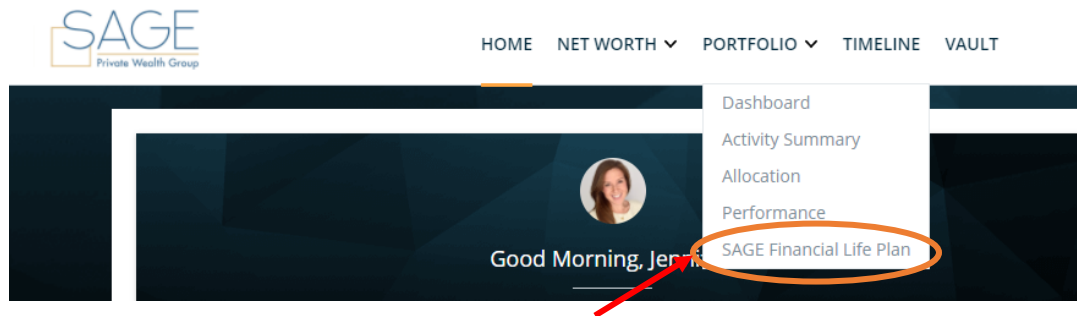 SAGE
Private Wealth Group
HOME NET WORTH PORTFOLIO TIMELINE VAULT
Dashboard
Activity Summary
Allocation
Performance
SAGE Financial Life Plan
Good Morning,